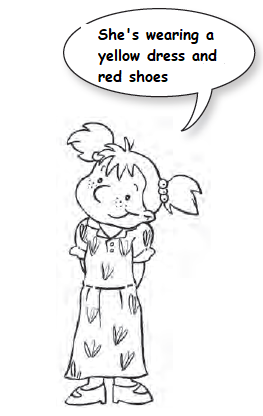 She's wearing a
yellow dress and
red shoes